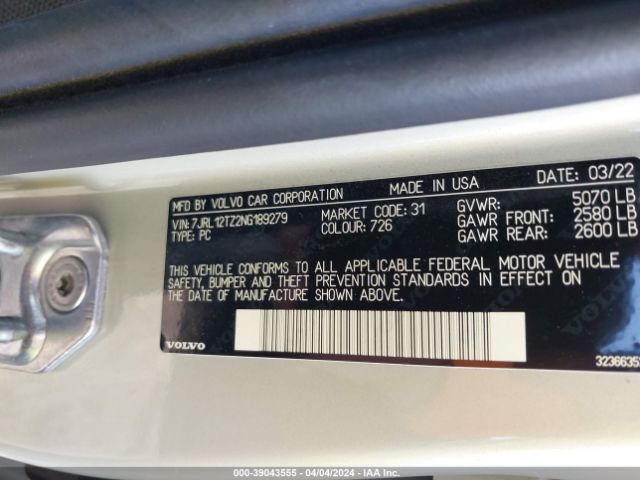 MFD BY VOLVO CAR CORPORATION MADE IN USA DATE: 03/22
VIN: 7JRL12TZ2NG189279 MARKET CODE: 31 GVWR: 5070 LB
TYPE: PC COLOUR: 726 GAWR FRONT: 2580 LB
GAWR REAR: 2600 LB
THIS VEHICLE CONFORMS TO ALL APPLICABLE FEDERAL MOTOR VEHICLE
SAFETY, BUMPER AND THEFT PREVENTION STANDARDS IN EFFECT ON
THE DATE OF MANUFACTURE SHOWN ABOVE.
VOLVO
000-39043555 - 04/04/2024 - IAA Inc.